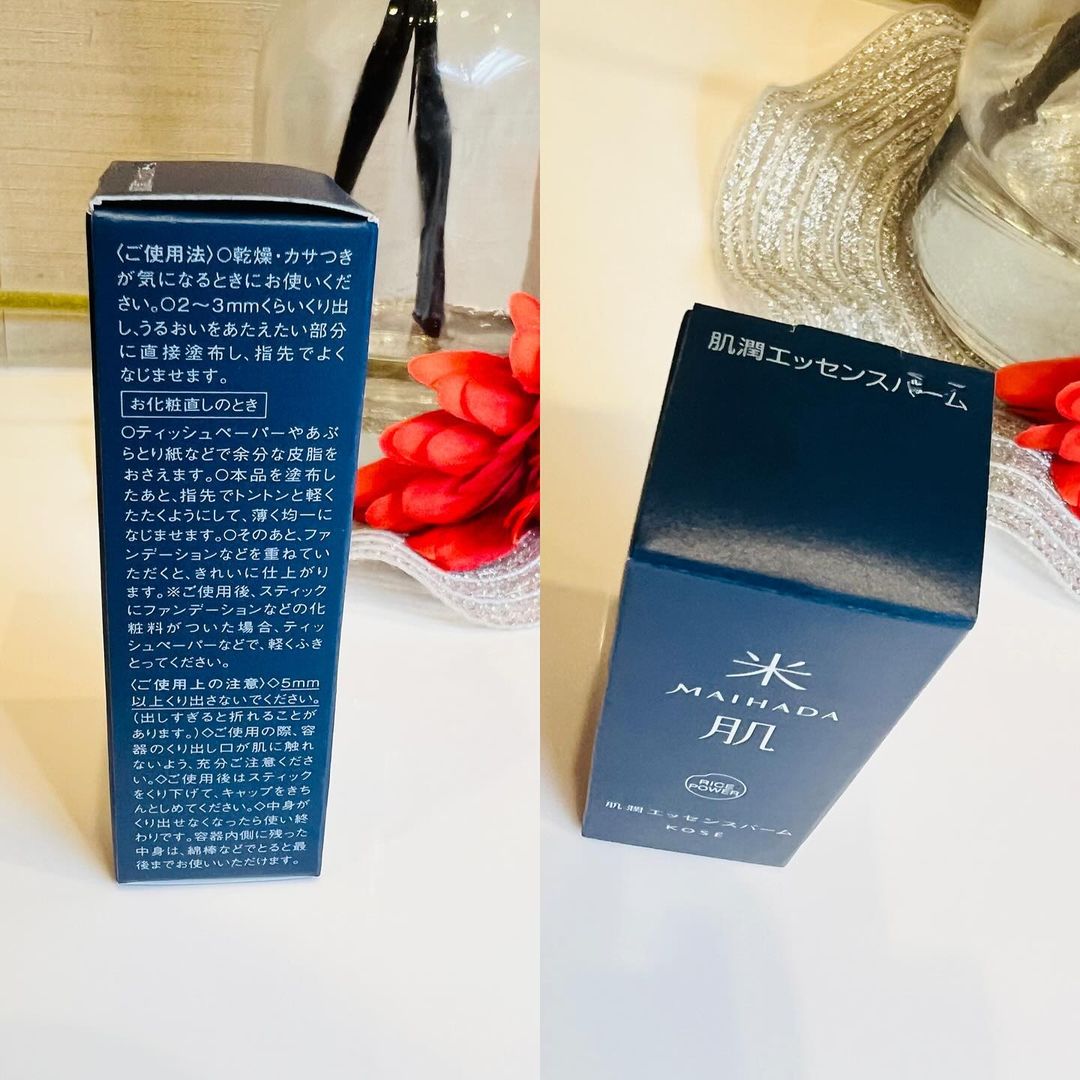 〈ご使用法〉○乾燥・カサつき
が気になるときにお使いくだ
さい。○2〜3mmくらいくり出
し、うるおいをあたえたい部分
に直接塗布し、指先でよく
なじませます。
お化粧直しのとき
○ティッシュペーパーやあぶ
らとり紙などで余分な皮脂を
おさえます。○本品を塗布し
たあと、指先でトントンと軽く
たたくようにして、薄く均一に
なじませます。○そのあと、ファ
ンデーションなどを重ねてい
ただくと、きれいに仕上がり
ます。※ご使用後、スティック
にファンデーションなどの化
粧料がついた場合、ティッ
シュペーパーなどで、軽くふき
とってください。
〈ご使用上の注意〉◇5mm
以上くり出さないでください。
(出しすぎると折れることが
あります。)◇ご使用の際、容
器のくり出し口が肌に触れ
ないよう、充分ご注意くださ
い。◇ご使用後はスティック
をくり下げて、キャップをきち
んとしめてください。◇中身が
くり出せなくなったら使い終
わりです。容器内側に残った
中身は、綿棒などでとると最
後までお使いいただけます。
肌潤エッセンスバーム
米
MAIHADA
肌
RICE
POWER
肌潤 エッセンスバーム
KOSÉ